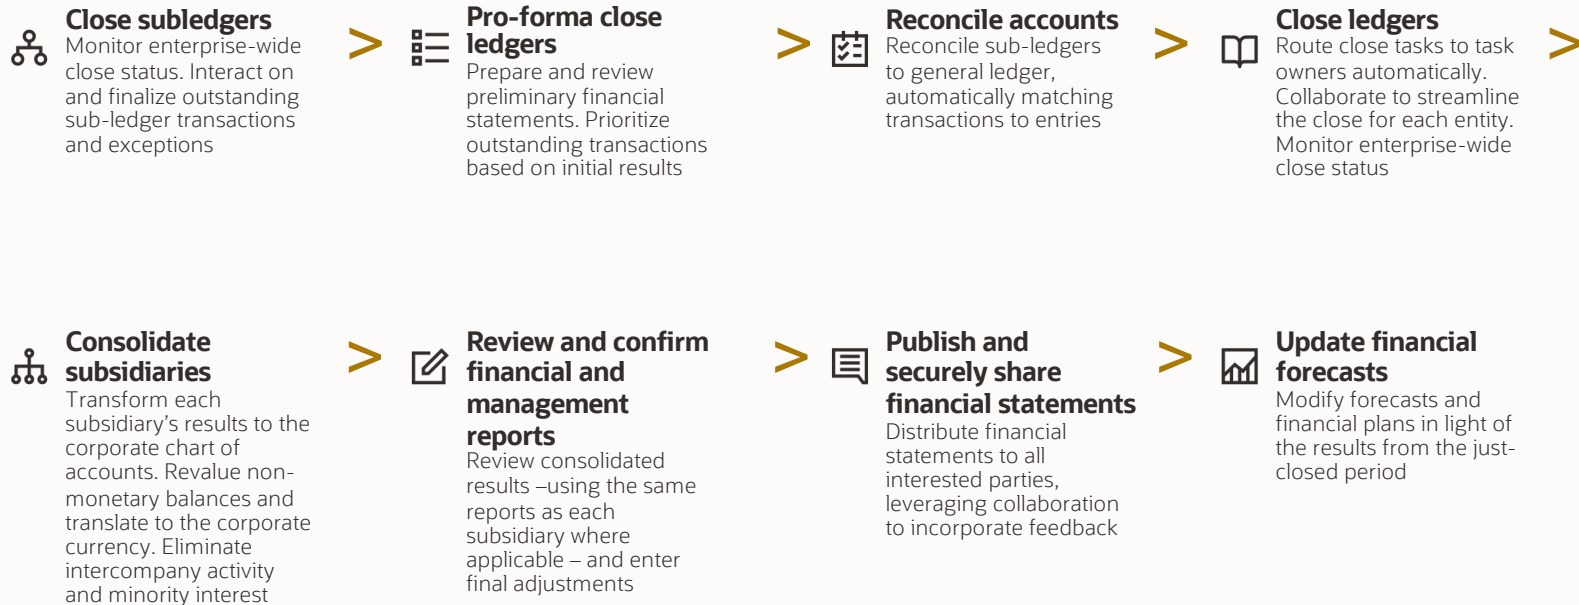 Close subledgers
Monitor enterprise-wide
close status. Interact on
and finalize outstanding
sub-ledger transactions
and exceptions
>
Pro-forma close
ledgers
Prepare and review
preliminary financial
statements. Prioritize
outstanding transactions
based on initial results
>
Reconcile accounts
Reconcile sub-ledgers
to general ledger,
automatically matching
transactions to entries
>
Close ledgers
Route close tasks to task
owners automatically.
Collaborate to streamline
the close for each entity.
Monitor enterprise-wide
close status
>
Consolidate
subsidiaries
Transform each
subsidiary's results to the
corporate chart of
accounts. Revalue non-
monetary balances and
translate to the corporate
currency. Eliminate
intercompany activity
and minority interest
>
Review and confirm
financial and
management
reports
Review consolidated
results –using the same
reports as each
subsidiary where
applicable – and enter
final adjustments
>
Publish and
securely share
financial statements
Distribute financial
statements to all
interested parties,
leveraging collaboration
to incorporate feedback
>
Update financial
forecasts
Modify forecasts and
financial plans in light of
the results from the just-
closed period